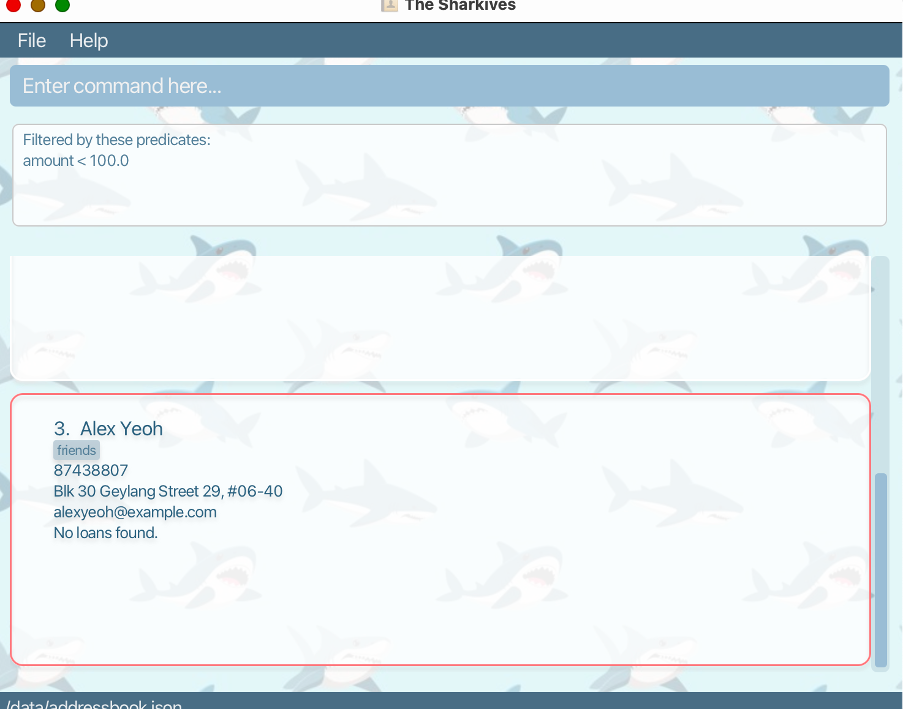 The Sharkives
File Help
Enter command here...
Filtered by these predicates:
amount < 100.0
3. Alex Yeoh
friends
87438807
Blk 30 Geylang Street 29, #06-40
alexyeoh@example.com
No loans found.
/data/addressbook.json